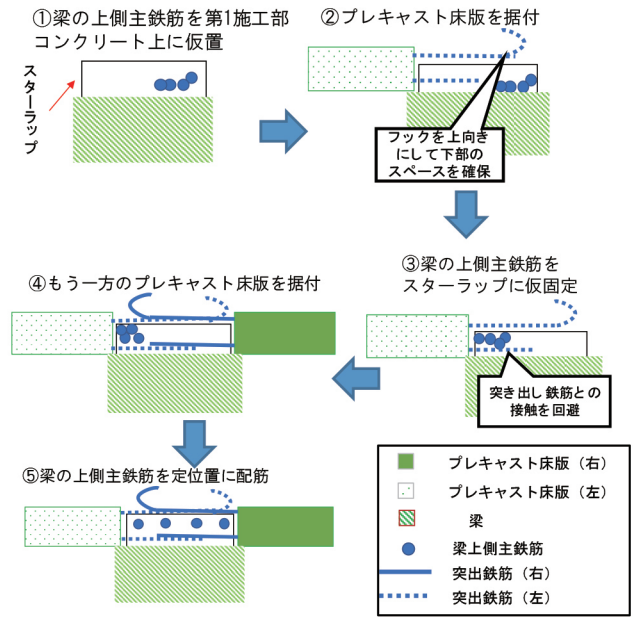 ①梁の上側主鉄筋を第1施工部
コンクリート上に仮置
スターラップ
②プレキャスト床版を据付
フックを上向き
にして下部の
スペースを確保
③梁の上側主鉄筋を
スターラップに仮固定
突き出し鉄筋との
接触を回避
④もう一方のプレキャスト床版を据付
⑤梁の上側主鉄筋を定位置に配筋
プレキャスト床版（右）
プレキャスト床版（左）
梁
梁上側主鉄筋
突出鉄筋（右）
突出鉄筋（左）